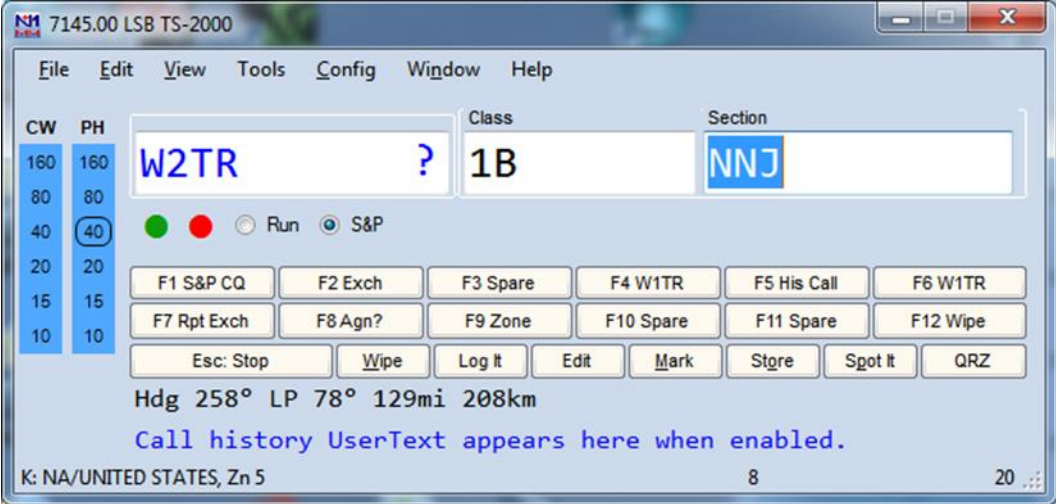 7145.00 LSB TS-2000
File Edit View Tools Config Window Help
Class Section
CW PH
W2TR ? 1B NNJ
160 160
80 80
40 40
Run S&P
20 20
F1 S&P CQ F2 Exch F3 Spare F4 W1TR F5 His Call F6 W1TR
15 15
F7 Rpt Exch F8 Agn? F9 Zone F10 Spare F11 Spare F12 Wipe
10 10
Esc: Stop Wipe Log It Edit Mark Store Spot It QRZ
Hdg 258° LP 78° 129mi 208km
Call history UserText appears here when enabled.
K: NA/UNITED STATES, Zn 5 8 20